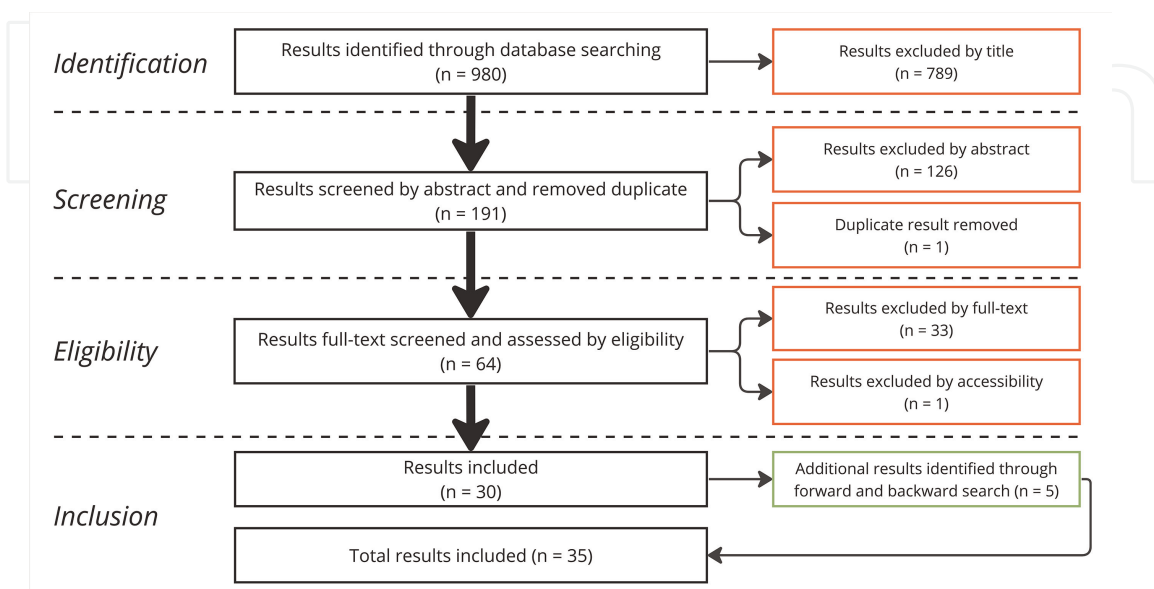 Identification
Results identified through database searching
(n = 980)
Results excluded by title
(n = 789)
Screening
Results screened by abstract and removed duplicate
(n = 191)
Results excluded by abstract
(n = 126)
Duplicate result removed
(n = 1)
Eligibility
Results full-text screened and assessed by eligibility
(n = 64)
Results excluded by full-text
(n = 33)
Results excluded by accessibility
(n = 1)
Inclusion
Results included
(n = 30)
Additional results identified through
forward and backward search (n = 5)
Total results included (n = 35)